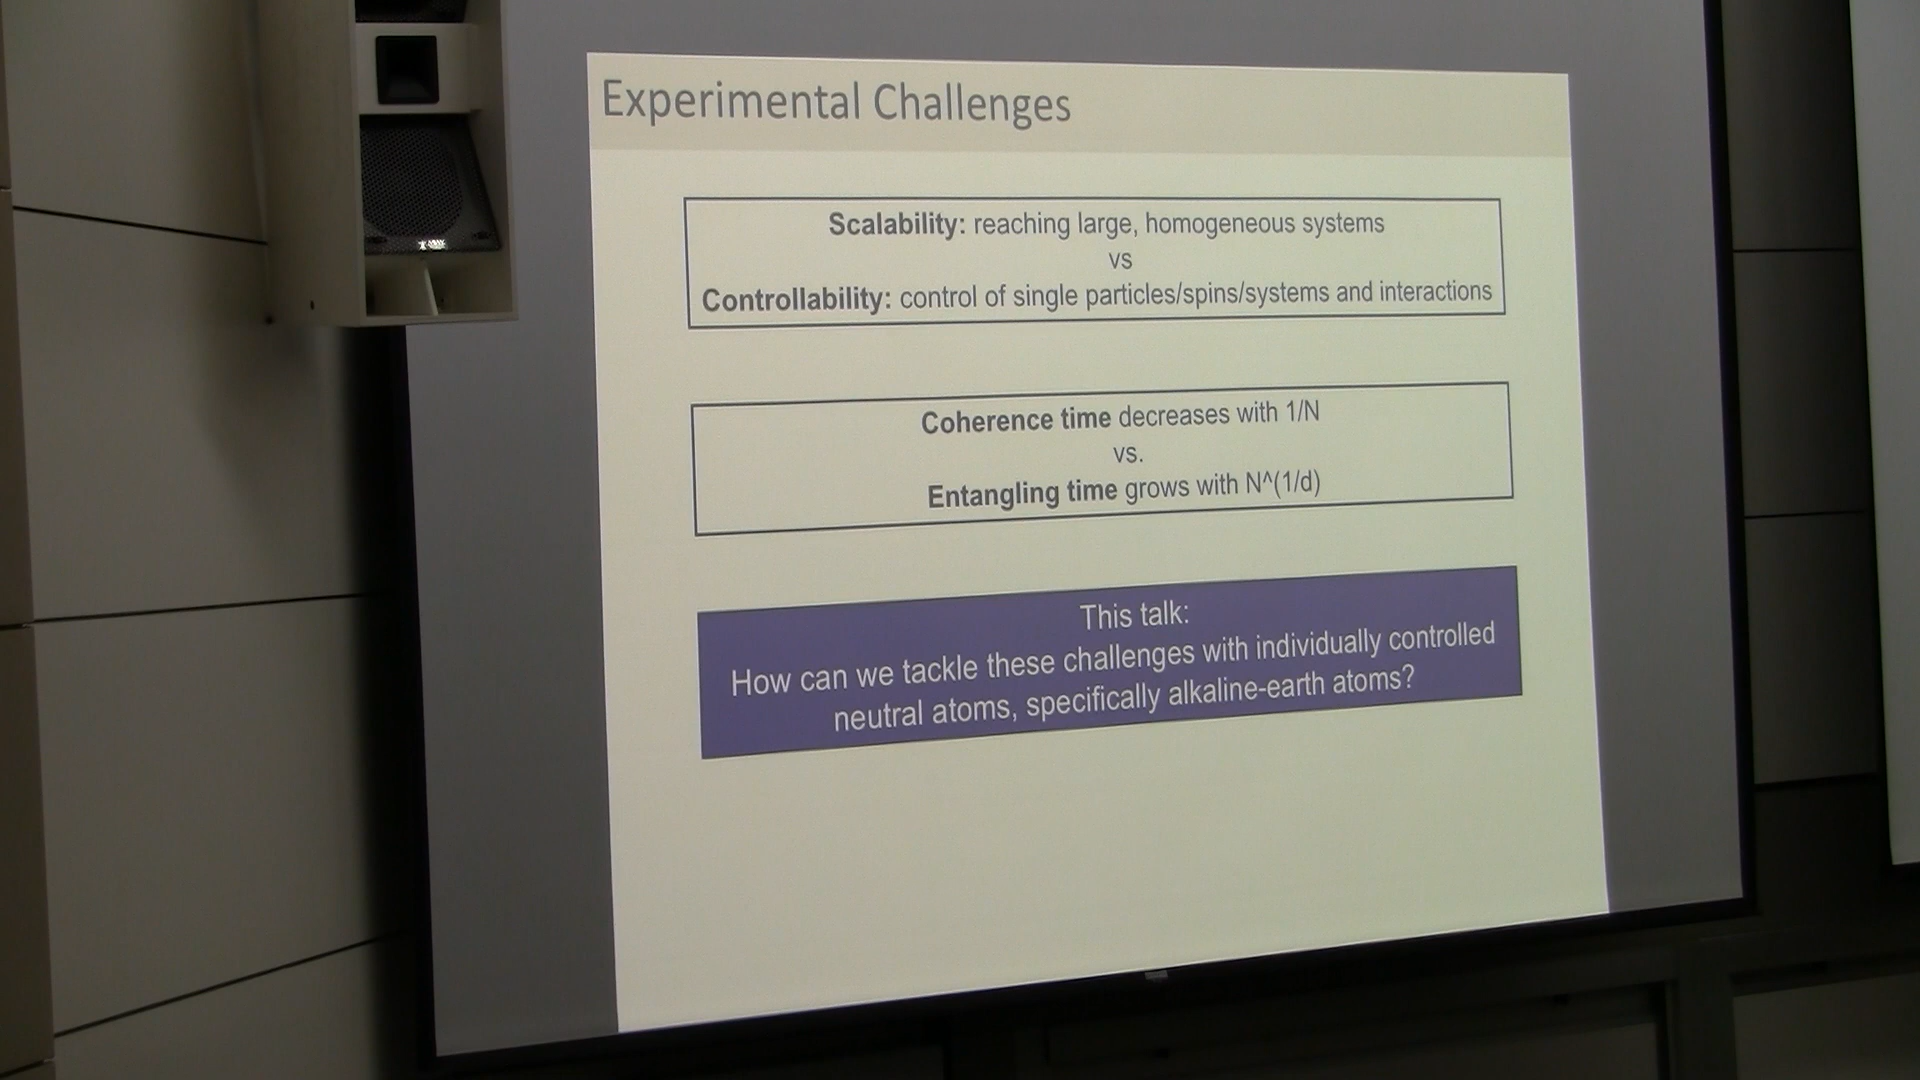 Experimental Challenges
Scalability: reaching large, homogeneous systems
vs
Controllability: control of single particles/spins/systems and interactions
Coherence time decreases with 1/N
vs.
Entangling time grows with N^(1/d)
This talk:
How can we tackle these challenges with individually controlled
neutral atoms, specifically alkaline-earth atoms?